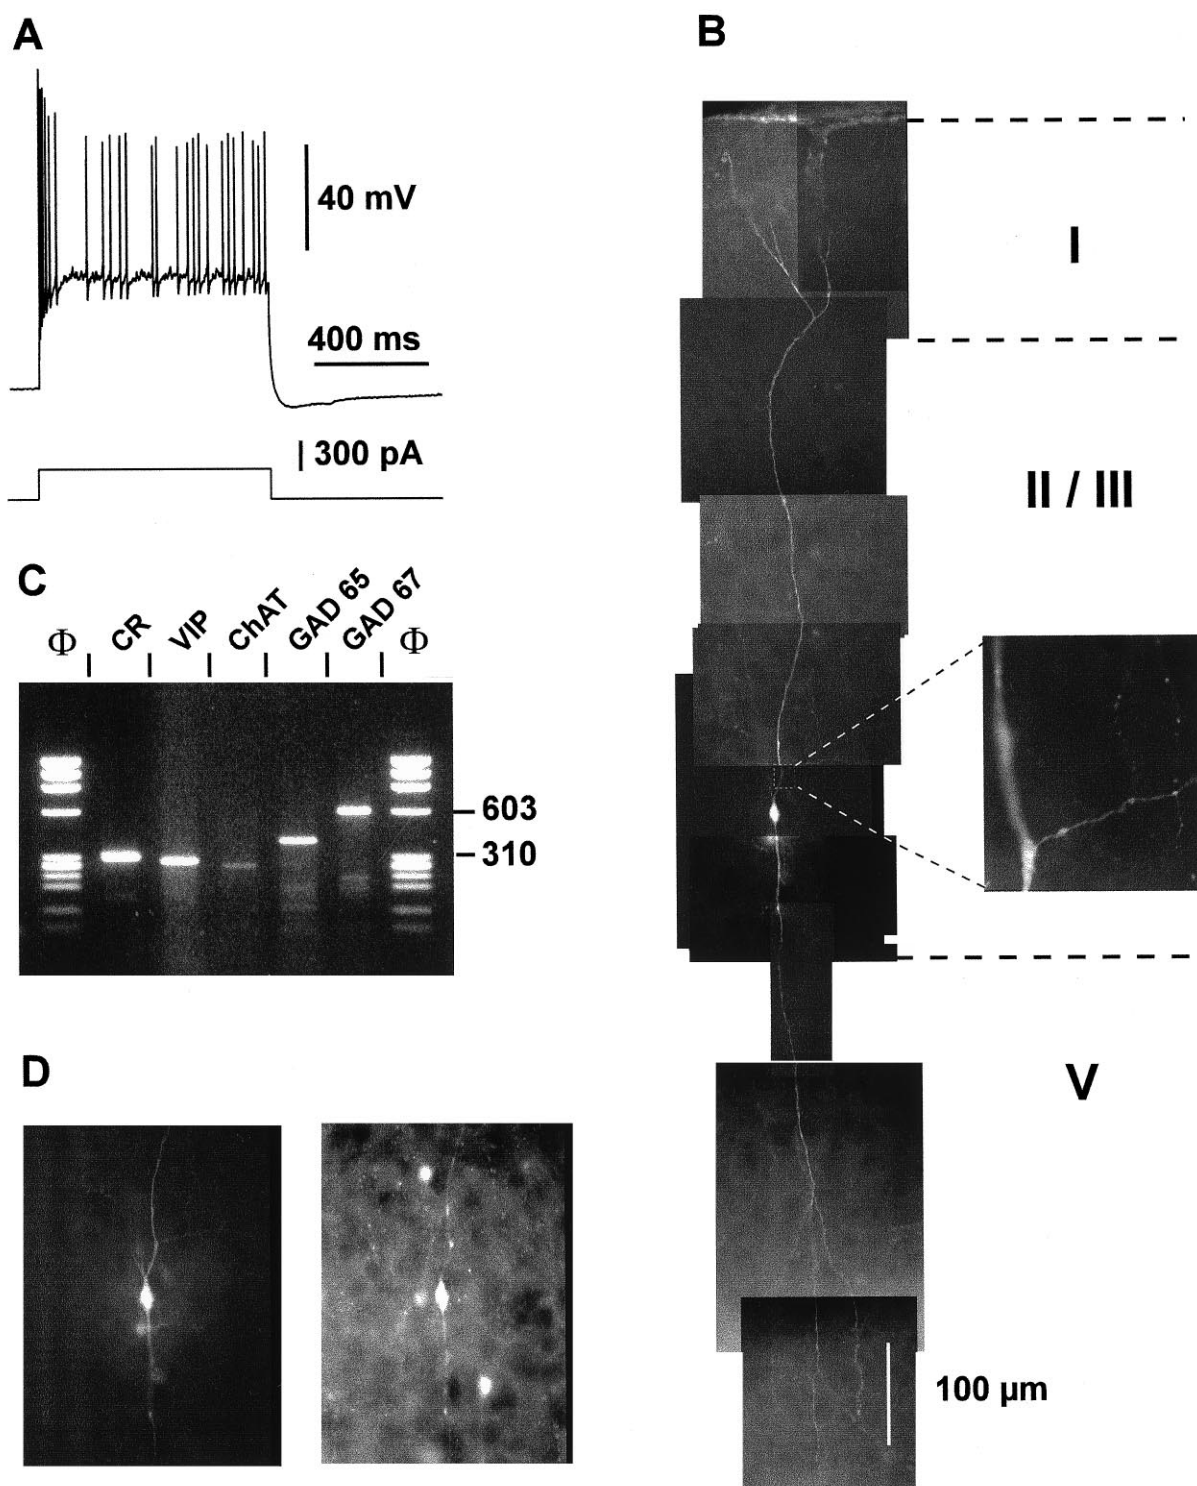 A
40 mV
400 ms
300 pA
B
I
II / III
V
100 µm
C
Φ CR VIP ChAT GAD 65 GAD 67 Φ
603
310
D